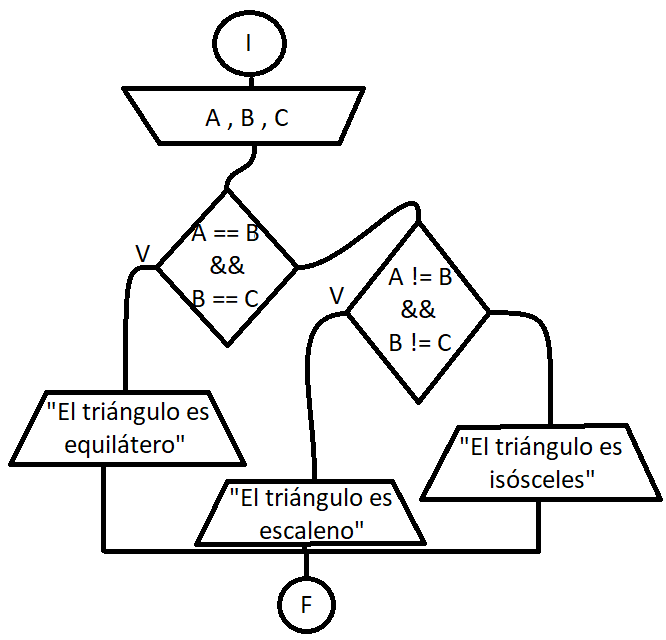 I
A , B , C
A == B
&&
B == C
V
A != B
&&
B != C
V
"El triángulo es
equilátero"
"El triángulo es
isósceles"
"El triángulo es
escaleno"
F